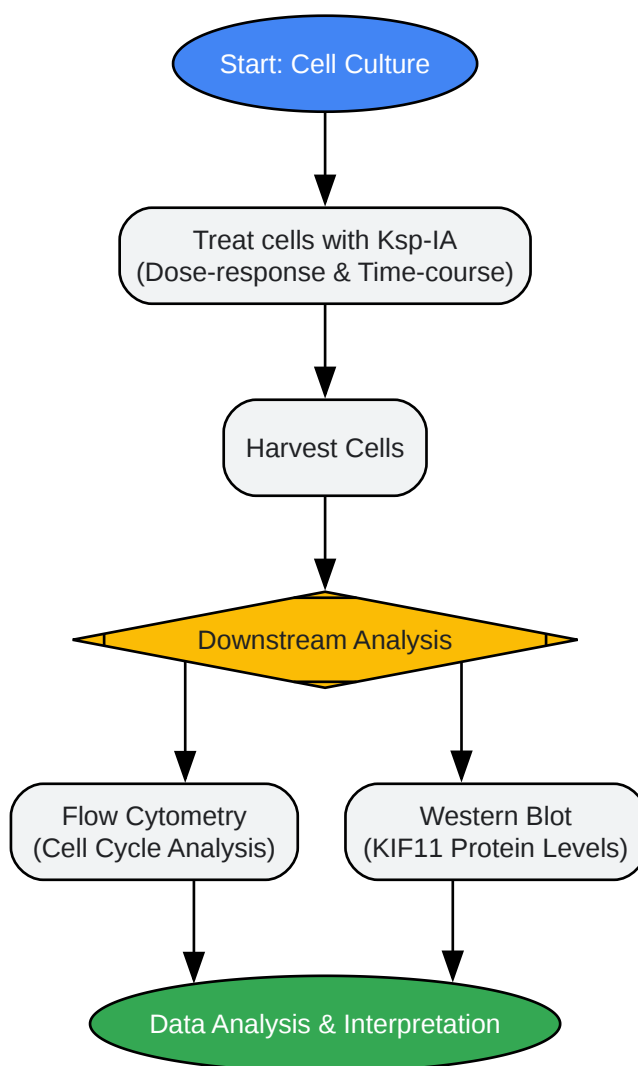 Start: Cell Culture
Treat cells with Ksp-IA
(Dose-response & Time-course)
Harvest Cells
Downstream Analysis
Flow Cytometry
(Cell Cycle Analysis)
Western Blot
(KIF11 Protein Levels)
Data Analysis & Interpretation